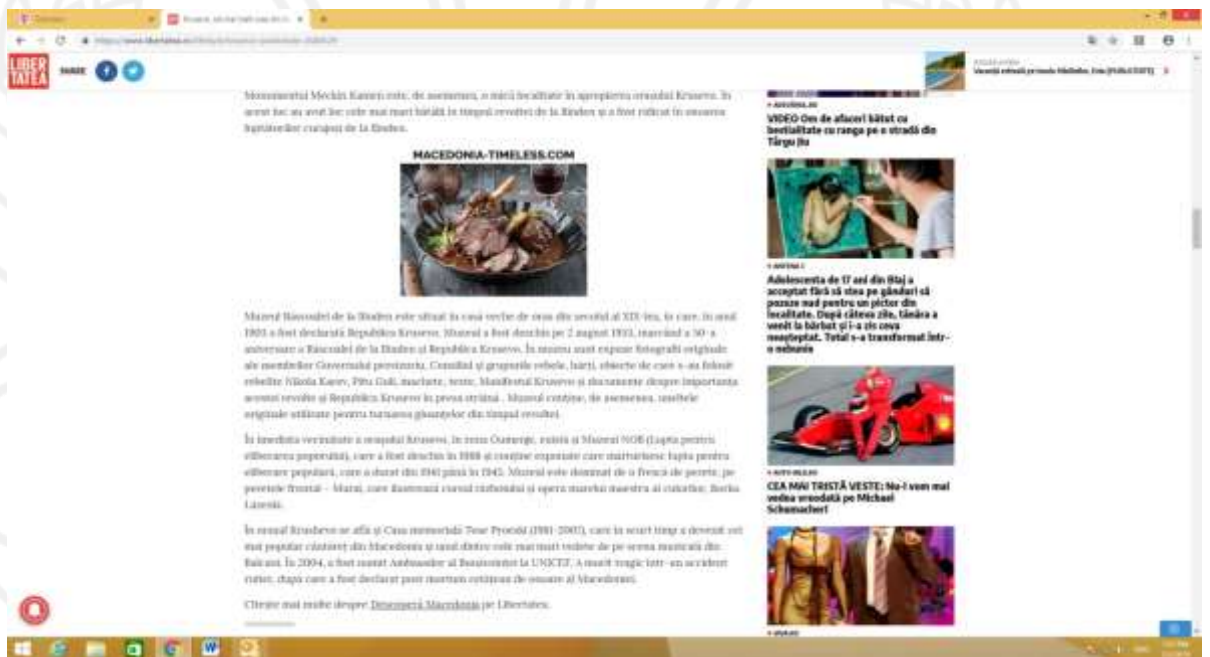 LIBER
TATEA
SHARE
Monumentul Mechin Kamen este, de asemenea, o mică localitate în apropierea orașului Krusevo. În
acest loc au avut loc cele mai mari bătălii în timpul revoltei de la Ilinden și a fost ridicat în onoarea
luptătorilor curajoși de la Ilinden.
MACEDONIA-TIMELESS.COM
Muzeul Răscoalei de la Ilinden este situat în casa veche de oraș din secolul al XIX-lea, în care, în anul
1903 a fost declarată Republica Krusevo. Muzeul a fost deschis pe 2 august 1953, marcând a 50-a
aniversare a Răscoalei de la Ilinden și Republica Krusevo. În muzeu sunt expuse fotografii originale
ale membrilor Guvernului provizoriu, Consiliul și grupurile rebele, hărți, obiecte de care s-au folosit
rebelii Nikola Karev, Pitu Guli, machete, texte, Manifestul Krusevo și documente despre importanța
acestei revolte și Republica Krusevo în presa străină . Muzeul conține, de asemenea, uneltele
originale utilizate pentru turnarea gloanțelor din timpul revoltei.
În imediata vecinătate a orașului Krusevo, în zona Gumenje, există și Muzeul NOB (Lupta pentru
eliberarea poporului), care a fost deschis în 1988 și conține exponate care mărturisesc lupta pentru
eliberare populară, care a durat din 1941 până în 1945. Muzeul este dominat de o frescă de perete, pe
peretele frontal – Mural, care ilustrează cursul războiului și opera marelui maestru al culorilor, Borko
Lazeski.
În orașul Krushevo se află și Casa memorială Tose Proeski (1981-2007), care în scurt timp a devenit cel
mai popular cântăreț din Macedonia și unul dintre cele mai mari vedete de pe scena muzicală din
Balcani. În 2004, a fost numit Ambasador al Bunăvoinței la UNICEF. A murit tragic într-un accident
rutier, după care a fost declarat post mortem cetățean de onoare al Macedoniei.
Citește mai multe despre Descoperă Macedonia pe Libertatea.
VIDEO Om de afaceri bătut cu
bestialitate cu ranga pe o stradă din
Târgu Jiu
Adolescenta de 17 ani din Blaj a
acceptat fără să stea pe gânduri să
pozeze nud pentru un pictor din
localitate. După câteva zile, tânăra a
venit la bărbat și i-a zis ceva
neașteptat. Totul s-a transformat într-
o nebunie
CEA MAI TRISTĂ VESTE: Nu-l vom mai
vedea vreodată pe Michael
Schumacher!